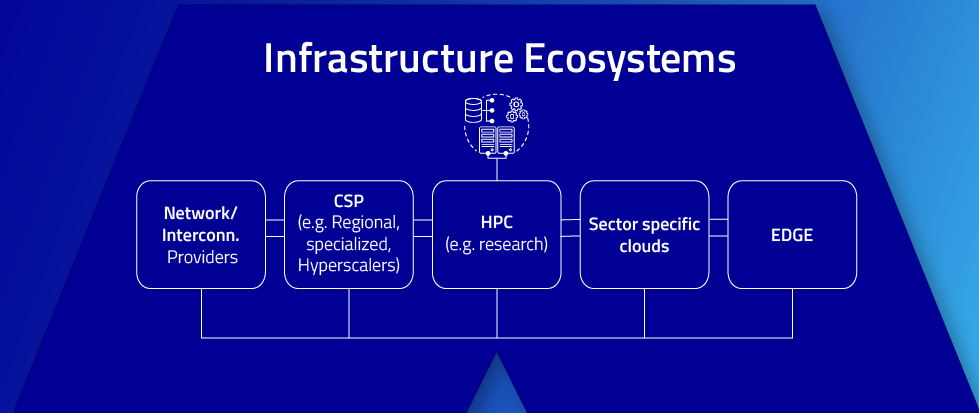 Infrastructure Ecosystems
Network/
Interconn.
Providers
CSP
(e.g. Regional,
specialized,
Hyperscalers)
HPC
(e.g. research)
Sector specific
clouds
EDGE